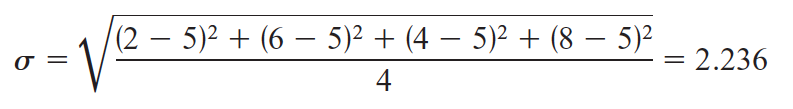 σ = √((2 − 5)² + (6 − 5)² + (4 − 5)² + (8 − 5)² / 4) = 2.236